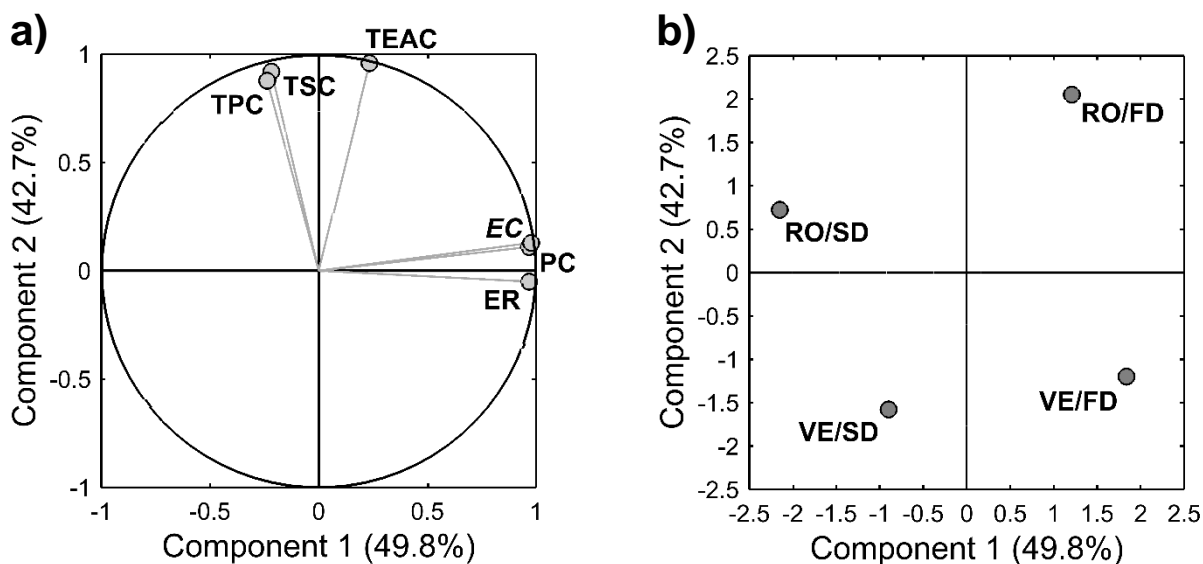 a)
TEAC
TSC
TPC
EC
PC
ER
1
0.5
0
-0.5
-1
-1
-0.5
0
0.5
1
Component 2 (42.7%)
Component 1 (49.8%)
b)
RO/FD
RO/SD
VE/FD
VE/SD
2.5
2
1.5
1
0.5
0
-0.5
-1
-1.5
-2
-2.5
-2.5
-2
-1.5
-1
-0.5
0
0.5
1
1.5
2
2.5
Component 2 (42.7%)
Component 1 (49.8%)